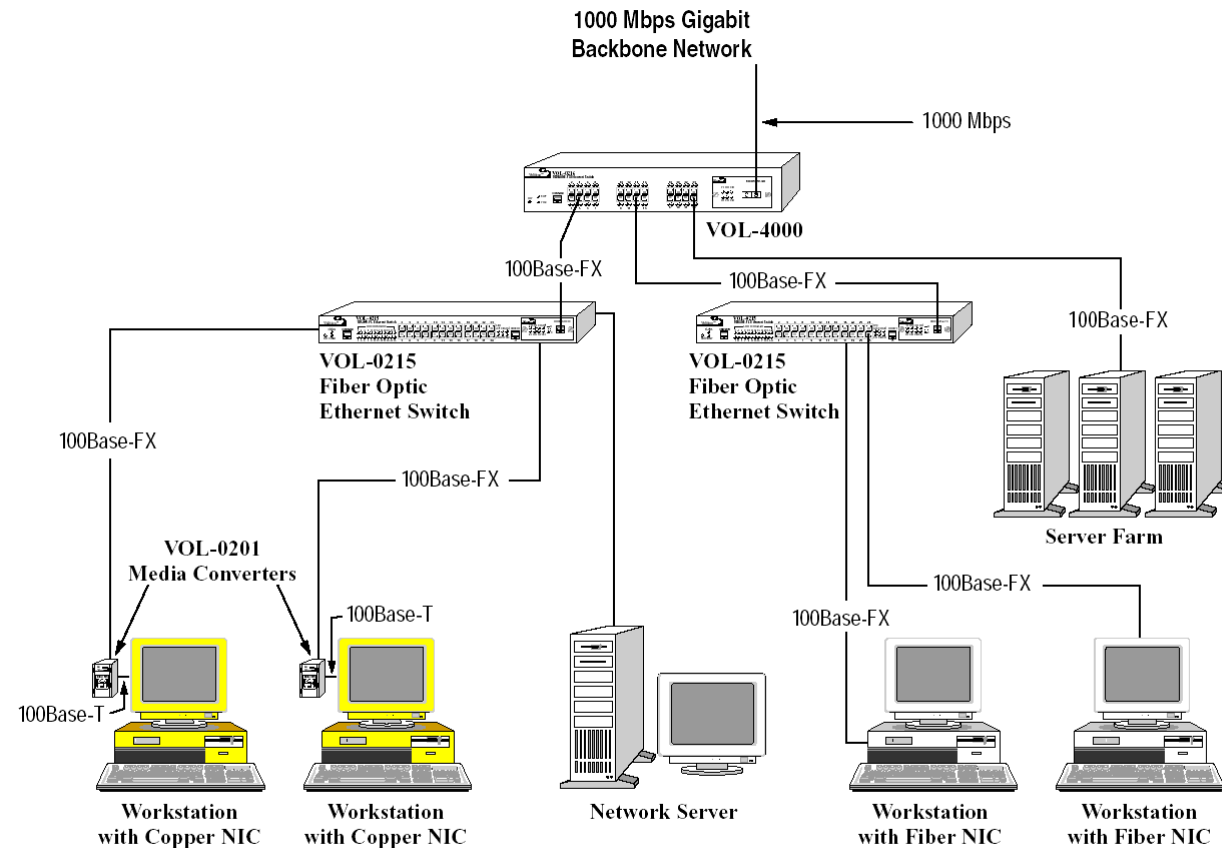 1000 Mbps Gigabit
Backbone Network
1000 Mbps
VOL-4000
100Base-FX
100Base-FX
100Base-FX
VOL-0215
Fiber Optic
Ethernet Switch
VOL-0215
Fiber Optic
Ethernet Switch
100Base-FX
100Base-FX
Server Farm
VOL-0201
Media Converters
100Base-FX
100Base-T
100Base-FX
100Base-T
Workstation
with Copper NIC
Workstation
with Copper NIC
Network Server
Workstation
with Fiber NIC
Workstation
with Fiber NIC